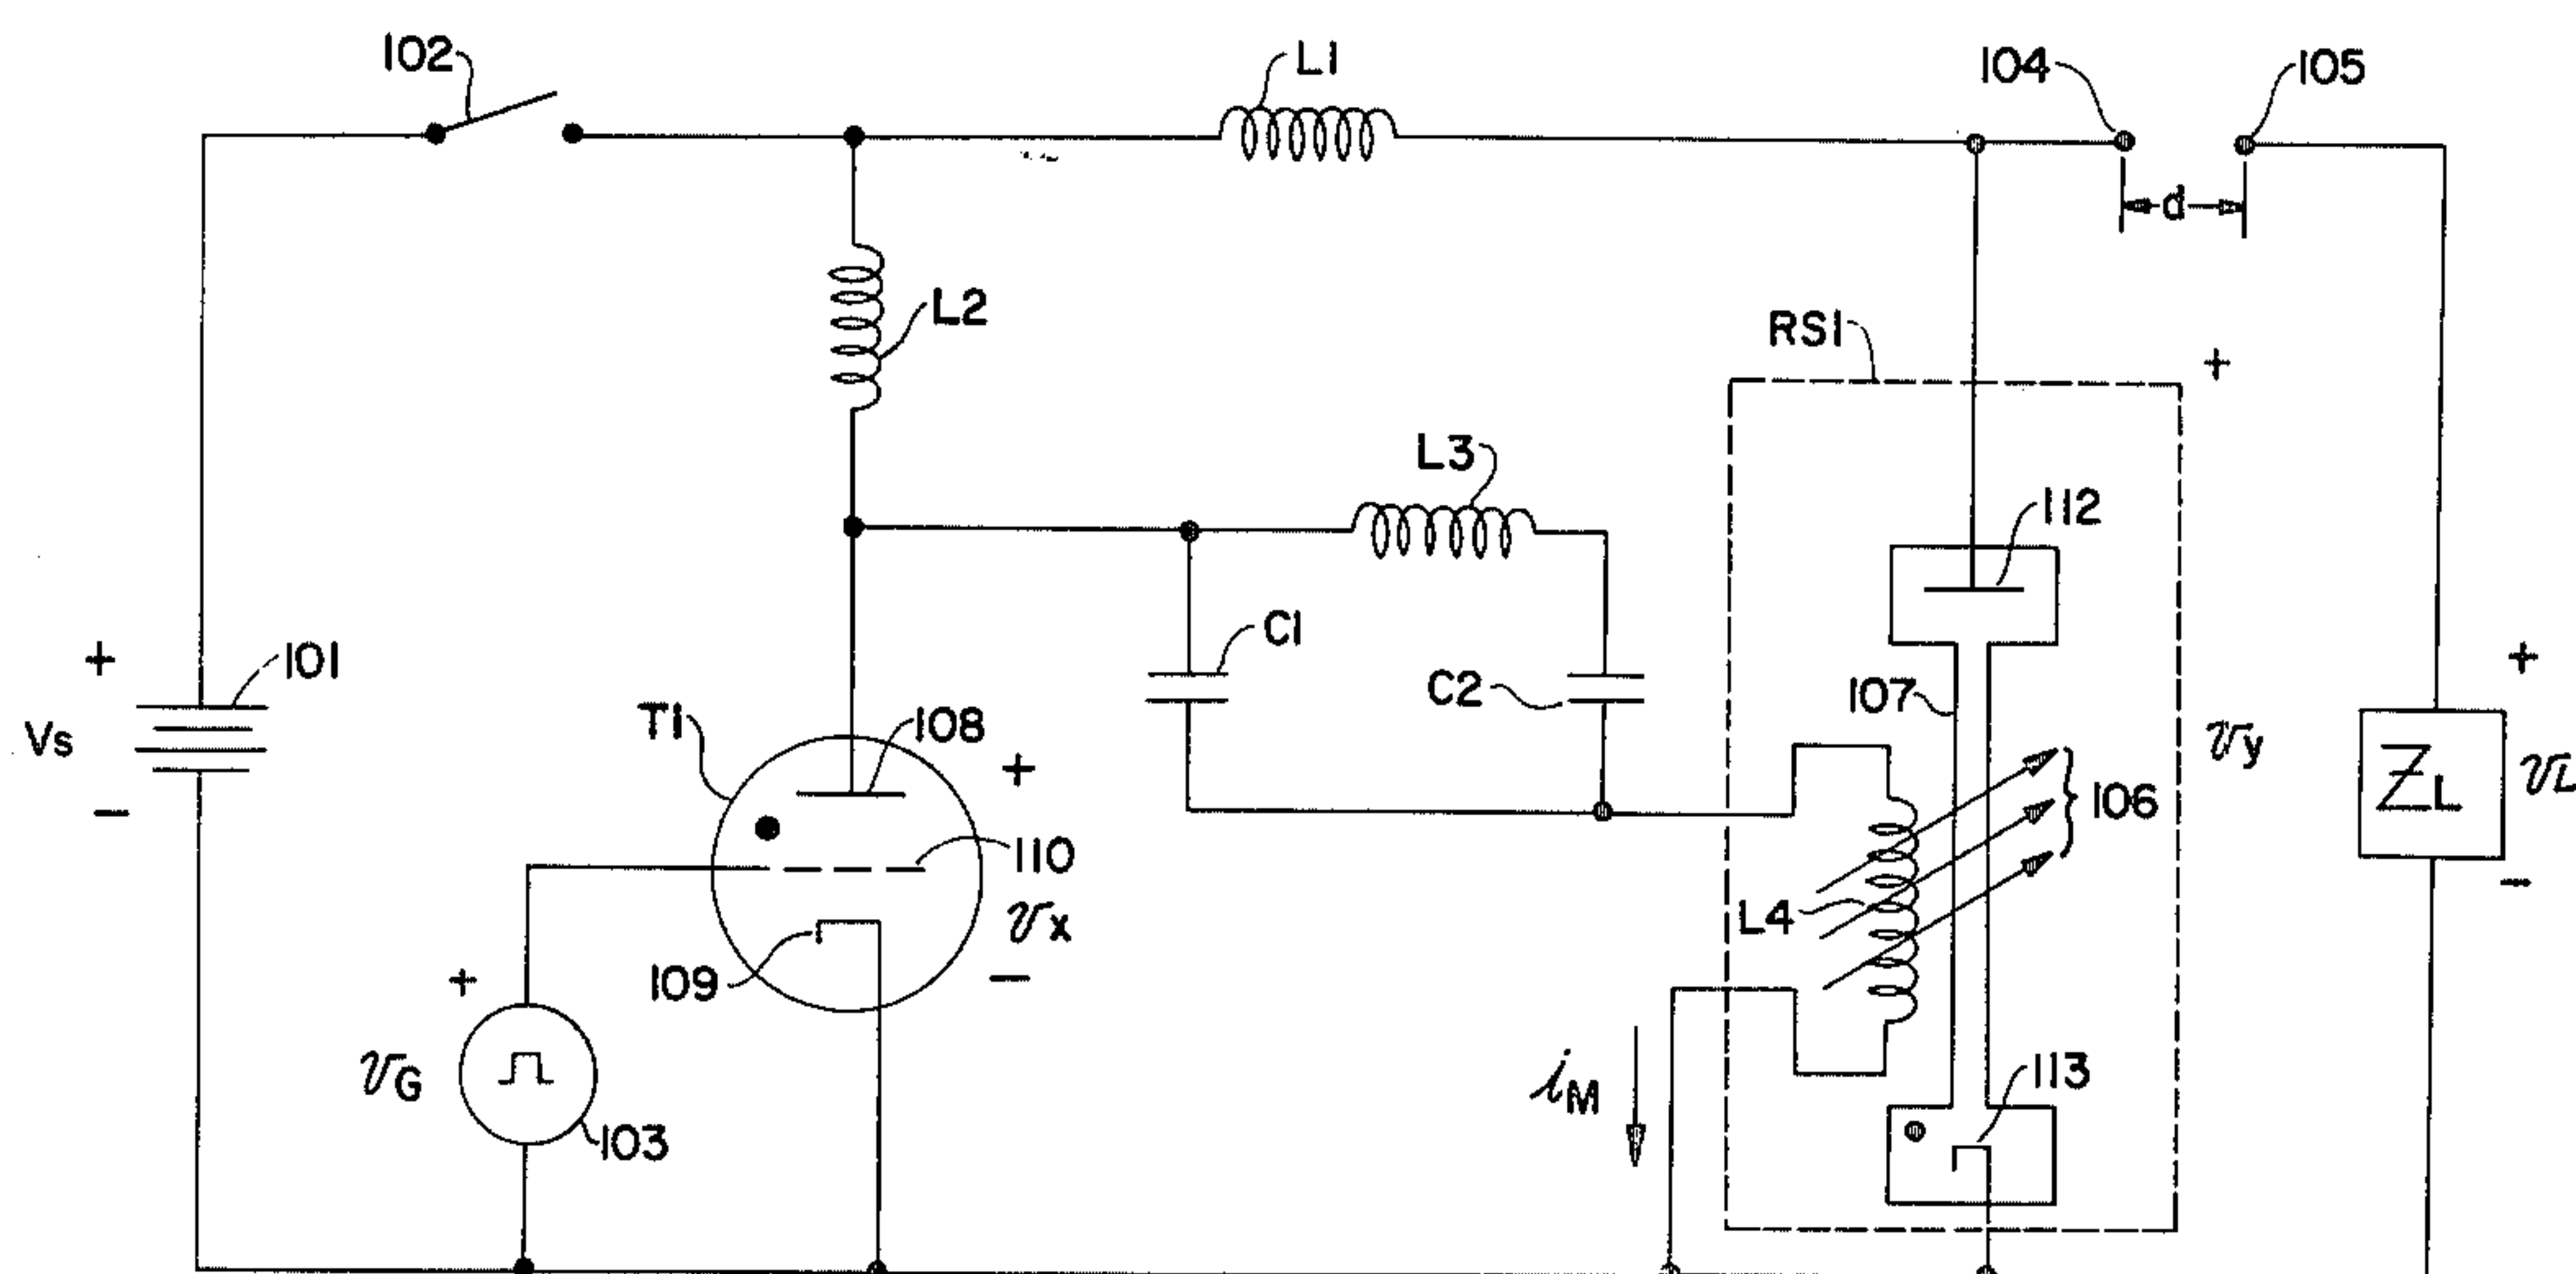 102
L1
104
105
d
L2
RS1
+
L3
112
+
101
C1
C2
107
+
Vs
T1
108
+
vy
ZL
vL
−
110
106
−
L4
vx
109
−
+
vG
iM
113
103